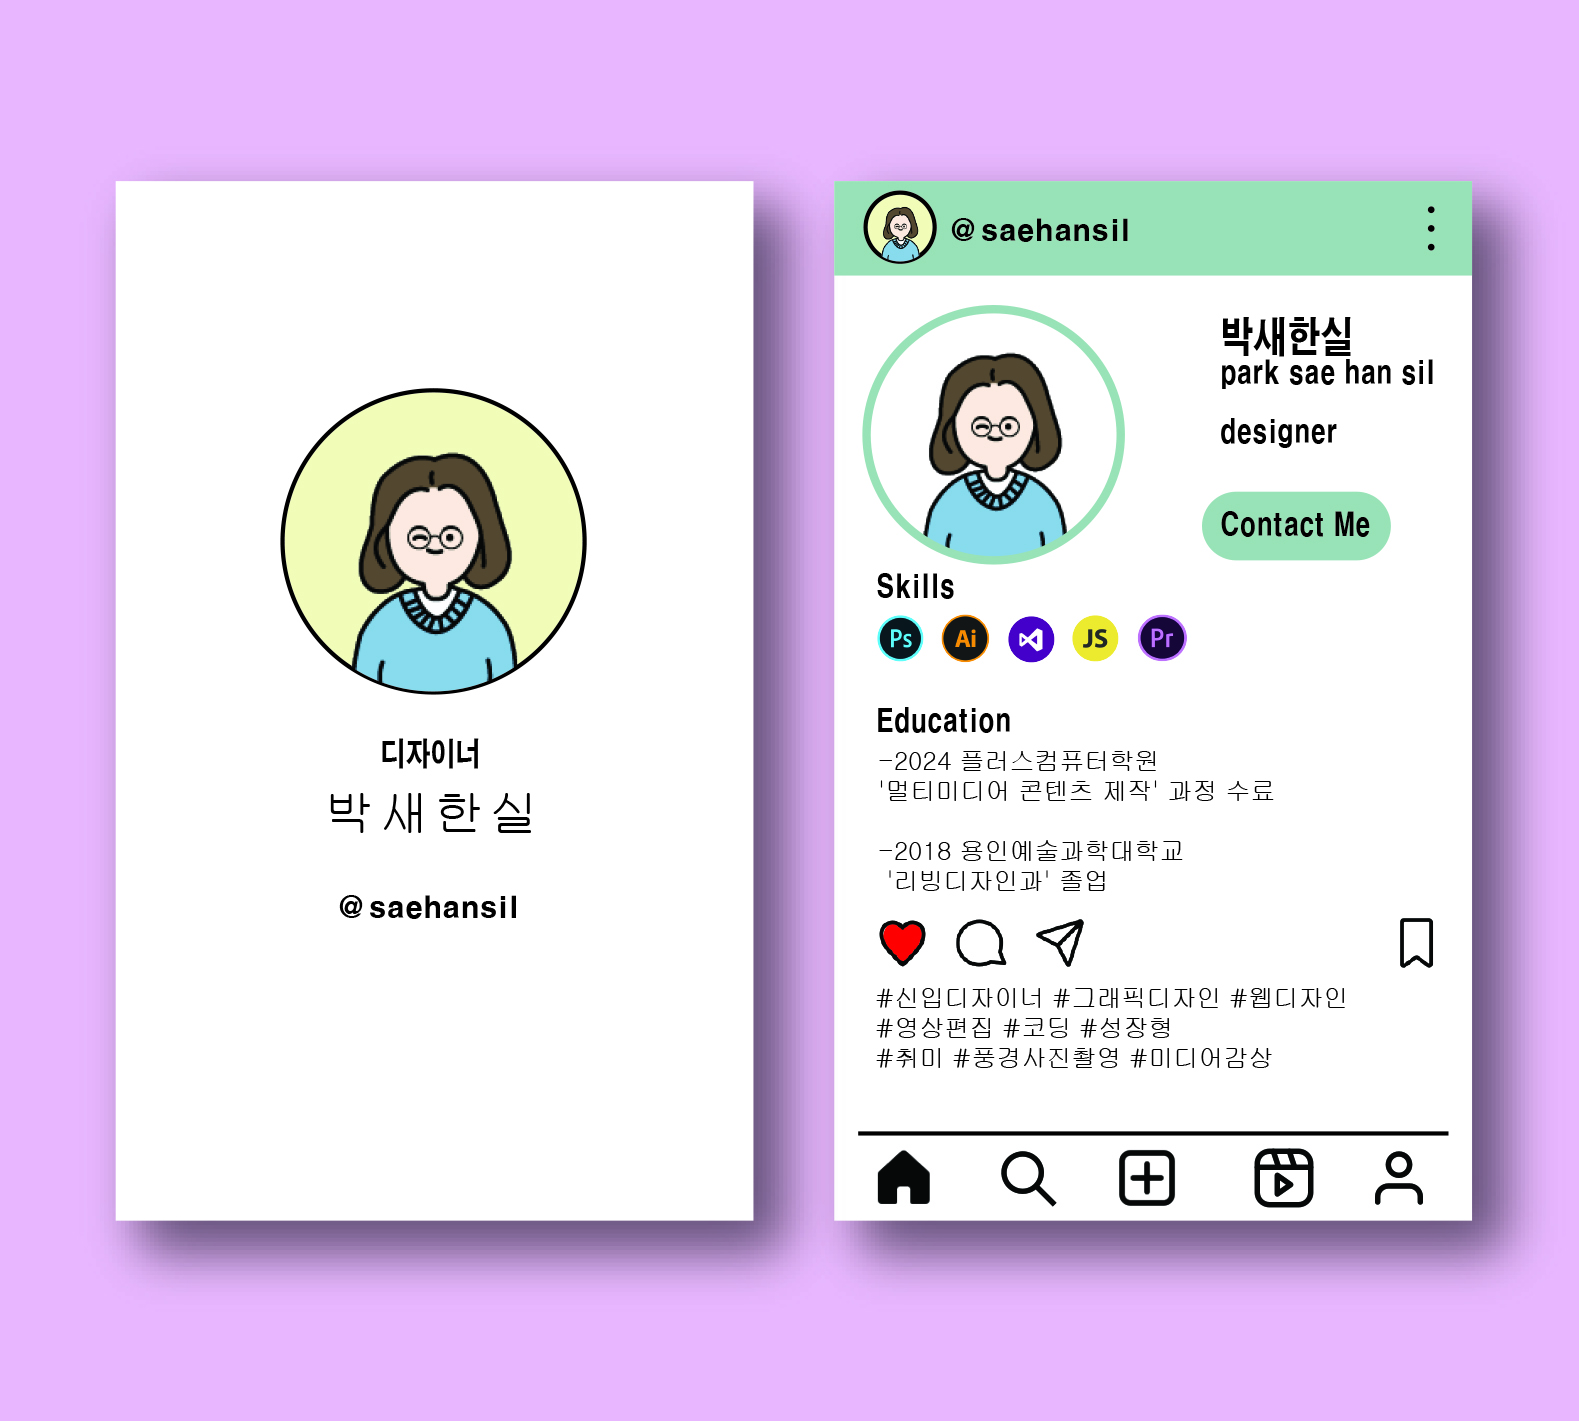 디자이너
박새한실
@saehansil
@saehansil
박새한실
park sae han sil
designer
Contact Me
Skills
Ps Ai JS Pr
Education
-2024 플러스컴퓨터학원
'멀티미디어 콘텐츠 제작' 과정 수료
-2018 용인예술과학대학교
'리빙디자인과' 졸업
#신입디자이너 #그래픽디자인 #웹디자인
#영상편집 #코딩 #성장형
#취미 #풍경사진촬영 #미디어감상